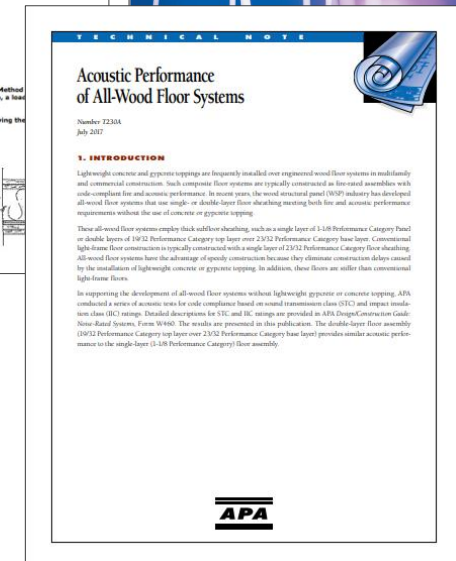 Method
, a load
ving the
TECHNICAL NOTE
Acoustic Performance
of All-Wood Floor Systems
Number T230A
July 2017
1. INTRODUCTION
Lightweight concrete and gypcrete toppings are frequently installed over engineered wood floor systems in multifamily
and commercial construction. Such composite floor systems are typically constructed as fire-rated assemblies with
code-compliant fire and acoustic performance. In recent years, the wood structural panel (WSP) industry has developed
all-wood floor systems that use single- or double-layer floor sheathing meeting both fire and acoustic performance
requirements without the use of concrete or gypcrete topping.
These all-wood floor systems employ thick subfloor sheathing, such as a single layer of 1-1/8 Performance Category Panel
or double layers of 19/32 Performance Category top layer over 23/32 Performance Category base layer. Conventional
light-frame floor construction is typically constructed with a single layer of 23/32 Performance Category floor sheathing.
All-wood floor systems have the advantage of speedy construction because they eliminate construction delays caused
by the installation of lightweight concrete or gypcrete topping. In addition, these floors are stiffer than conventional
light-frame floors.
In supporting the development of all-wood floor systems without lightweight gypcrete or concrete topping, APA
conducted a series of acoustic tests for code compliance based on sound transmission class (STC) and impact insula-
tion class (IIC) ratings. Detailed descriptions for STC and IIC ratings are provided in APA Design/Construction Guide:
Noise-Rated Systems, Form W460. The results are presented in this publication. The double-layer floor assembly
(19/32 Performance Category top layer over 23/32 Performance Category base layer) provides similar acoustic perfor-
mance to the single-layer (1-1/8 Performance Category) floor assembly.
APA